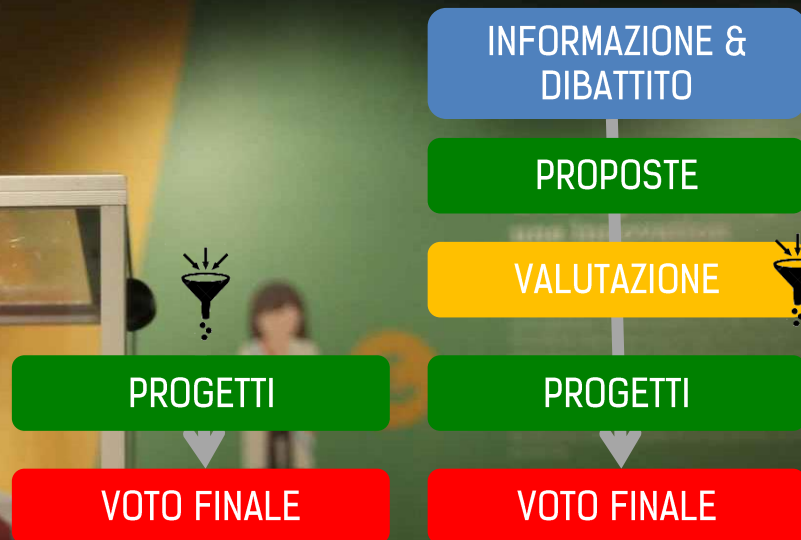 INFORMAZIONE &
DIBATTITO
PROPOSTE
VALUTAZIONE
PROGETTI
PROGETTI
VOTO FINALE
VOTO FINALE